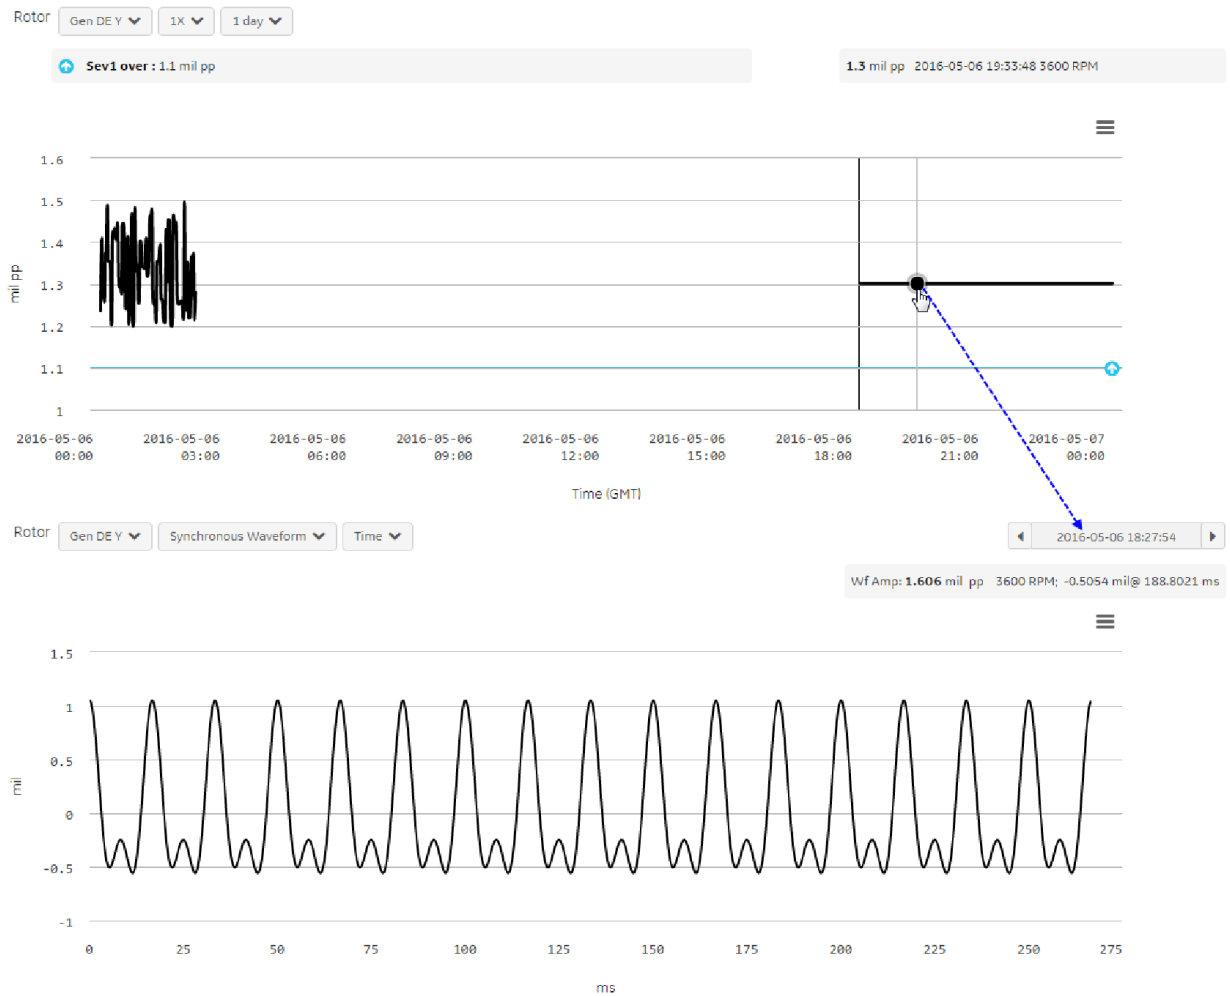 Rotor Gen DE Y 1X 1 day
Sev1 over : 1.1 mil pp
1.3 mil pp 2016-05-06 19:33:48 3600 RPM
mil pp
1.6
1.5
1.4
1.3
1.2
1.1
1
2016-05-06 2016-05-06 2016-05-06 2016-05-06 2016-05-06 2016-05-06 2016-05-06 2016-05-06 2016-05-07
00:00 03:00 06:00 09:00 12:00 15:00 18:00 21:00 00:00
Time (GMT)
Rotor Gen DE Y Synchronous Waveform Time 2016-05-06 18:27:54
Wf Amp: 1.606 mil pp 3600 RPM; -0.5054 mil@ 188.8021 ms
mil
1.5
1
0.5
0
-0.5
-1
0 25 50 75 100 125 150 175 200 225 250 275
ms